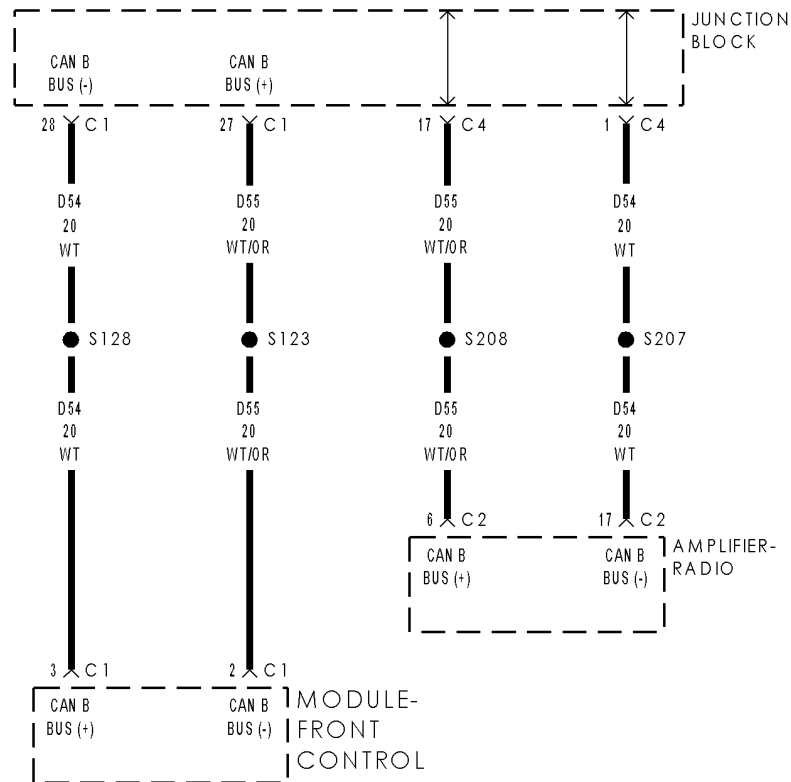 JUNCTION
BLOCK
CAN B
BUS (-)
CAN B
BUS (+)
28 C1
27 C1
17 C4
1 C4
D54
20
WT
D55
20
WT/OR
D55
20
WT/OR
D54
20
WT
S128
S123
S208
S207
D54
20
WT
D55
20
WT/OR
D55
20
WT/OR
D54
20
WT
6 C2
17 C2
CAN B
BUS (+)
CAN B
BUS (-)
AMPLIFIER-
RADIO
3 C1
2 C1
CAN B
BUS (+)
CAN B
BUS (-)
MODULE-
FRONT
CONTROL